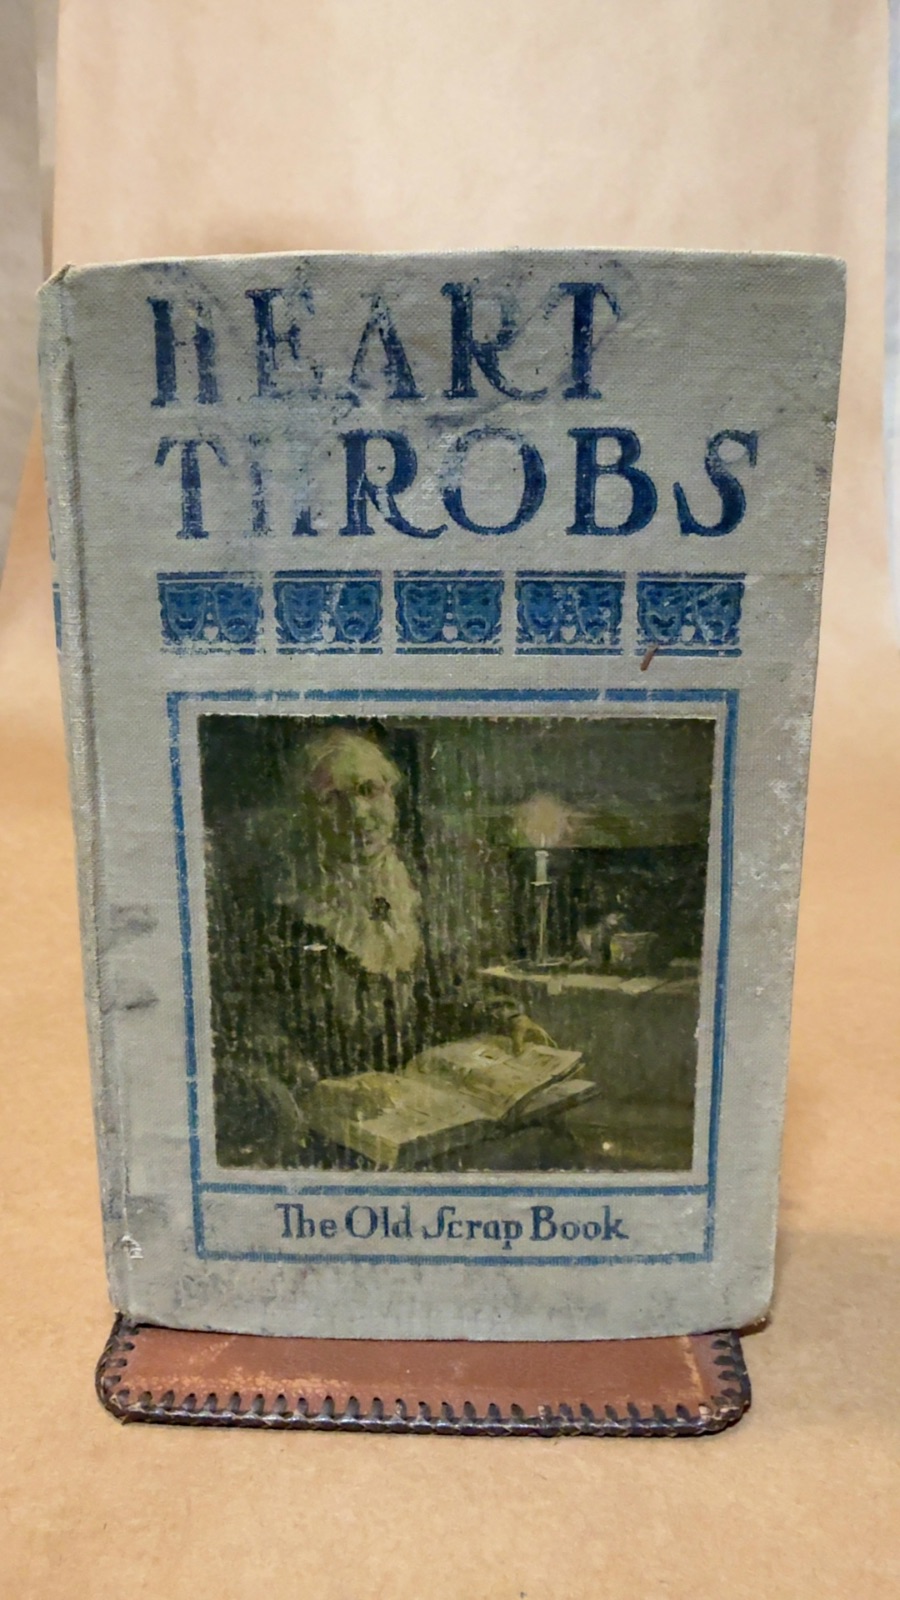 HEART
THROBS
The Old Scrap Book